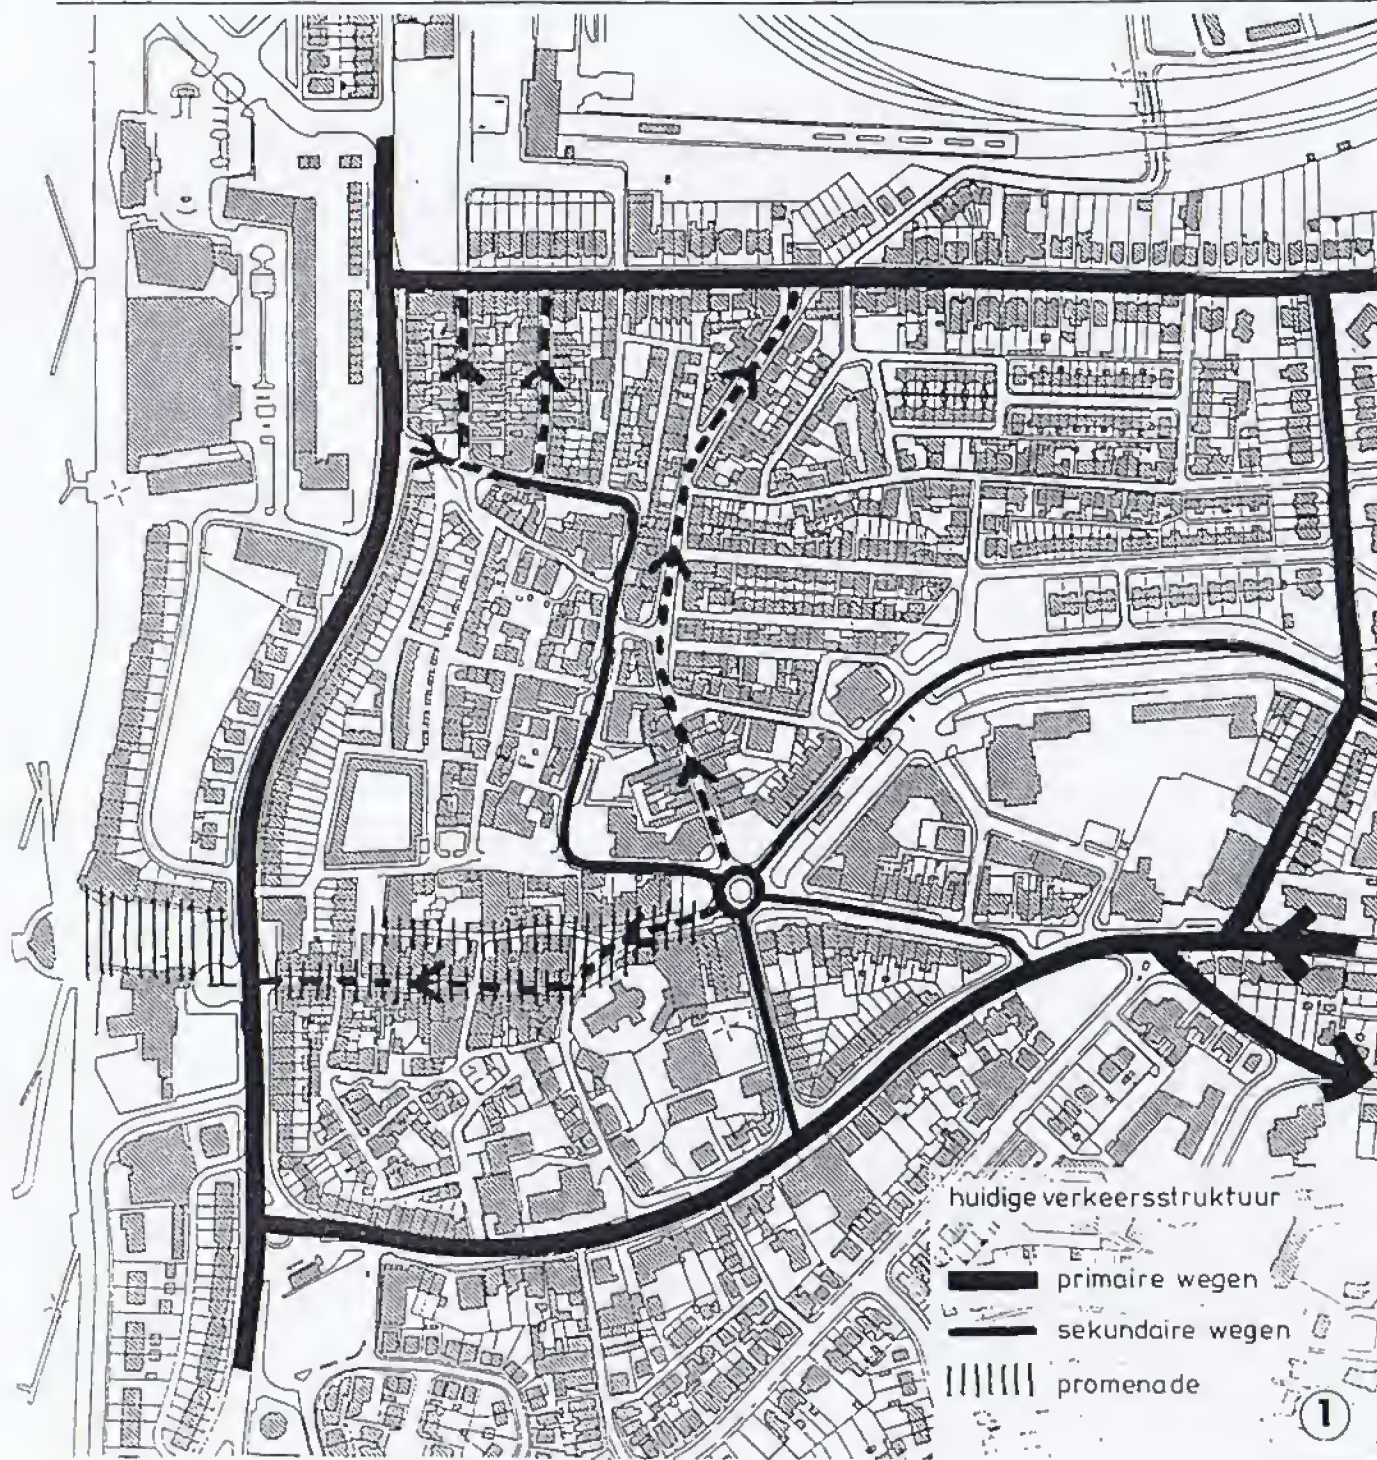 huidige verkeersstruktuur
primaire wegen
sekundaire wegen
promenade
1